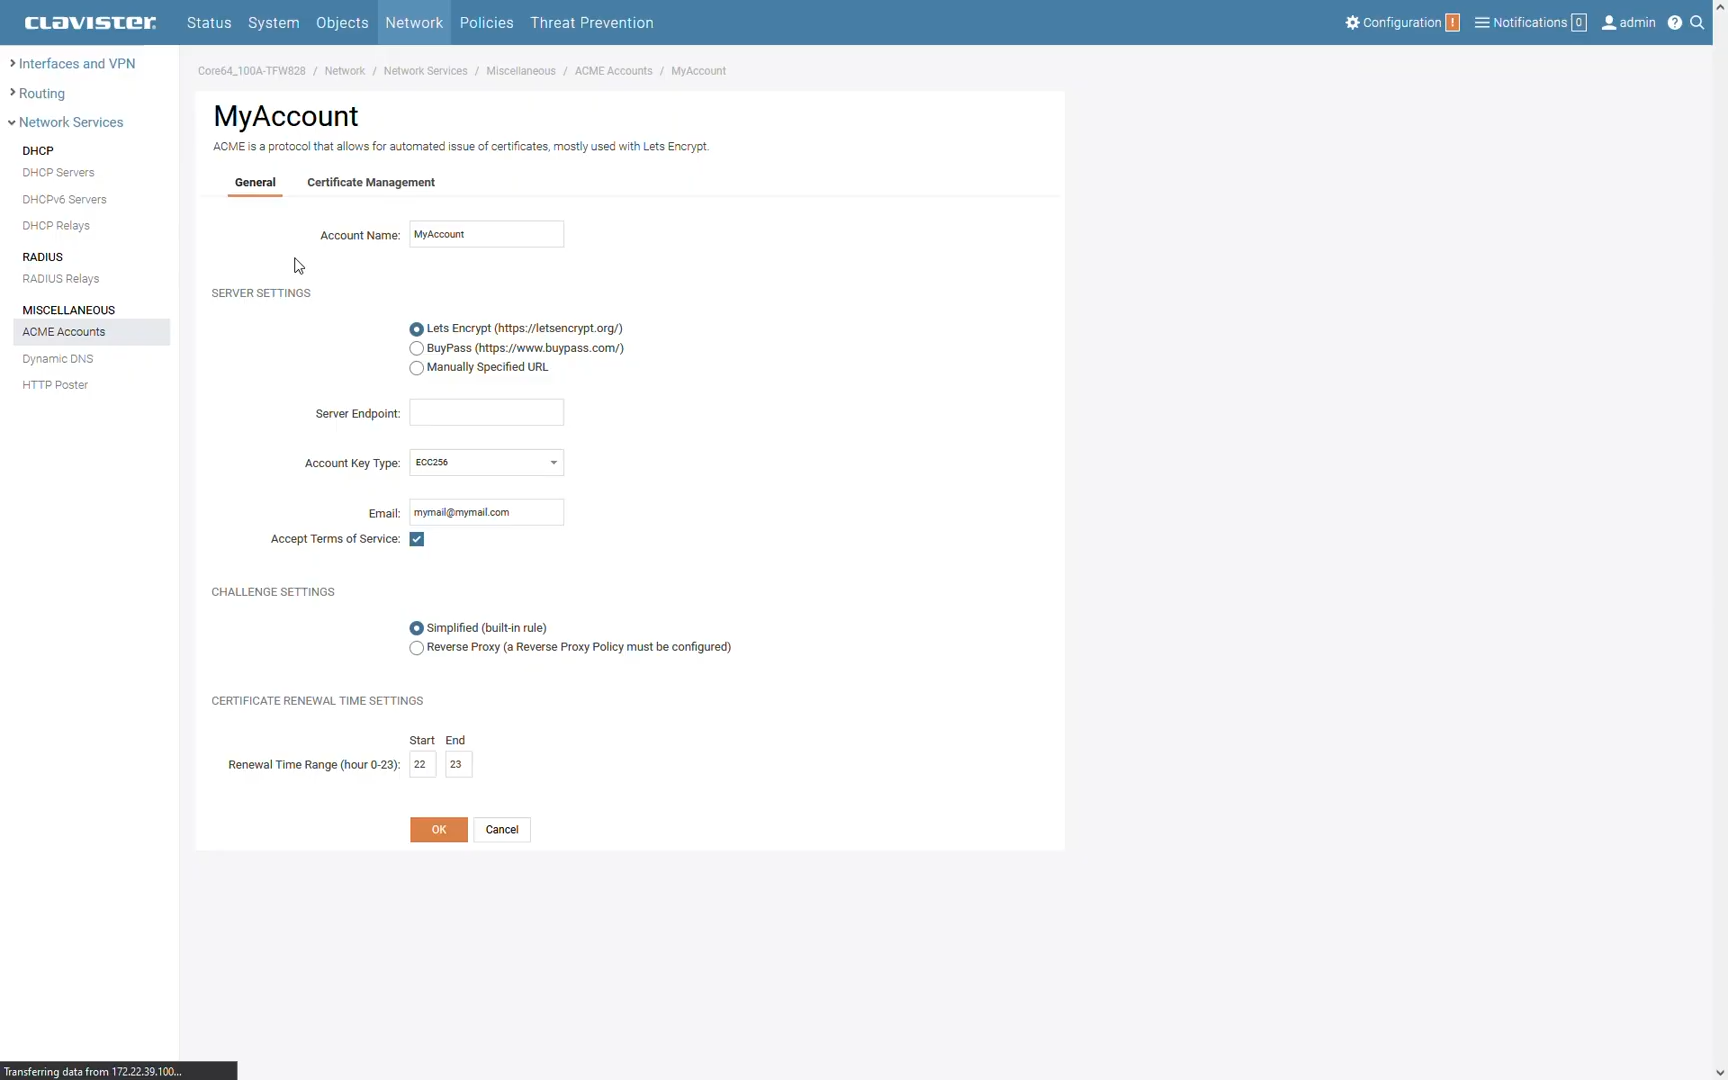 CLAVISTER. Status System Objects Network Policies Threat Prevention Configuration ! Notifications 0 admin ?
Interfaces and VPN
Routing
Network Services
DHCP
DHCP Servers
DHCPv6 Servers
DHCP Relays
RADIUS
RADIUS Relays
MISCELLANEOUS
ACME Accounts
Dynamic DNS
HTTP Poster
Core64_100A-TFW828 / Network / Network Services / Miscellaneous / ACME Accounts / MyAccount
MyAccount
ACME is a protocol that allows for automated issue of certificates, mostly used with Lets Encrypt.
General Certificate Management
Account Name: MyAccount
SERVER SETTINGS
Lets Encrypt (https://letsencrypt.org/)
BuyPass (https://www.buypass.com/)
Manually Specified URL
Server Endpoint:
Account Key Type: ECC256
Email: mymail@mymail.com
Accept Terms of Service:
CHALLENGE SETTINGS
Simplified (built-in rule)
Reverse Proxy (a Reverse Proxy Policy must be configured)
CERTIFICATE RENEWAL TIME SETTINGS
Start End
Renewal Time Range (hour 0-23): 22 23
OK Cancel
Transferring data from 172.22.39.100...